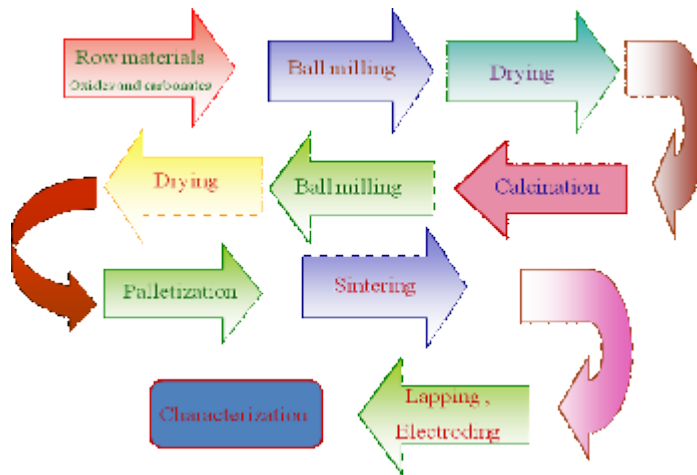 Row materials
Oxides and carbonates
Ball milling
Drying
Calcination
Ball milling
Drying
Palletization
Sintering
Lapping ,
Electroding
Characterization